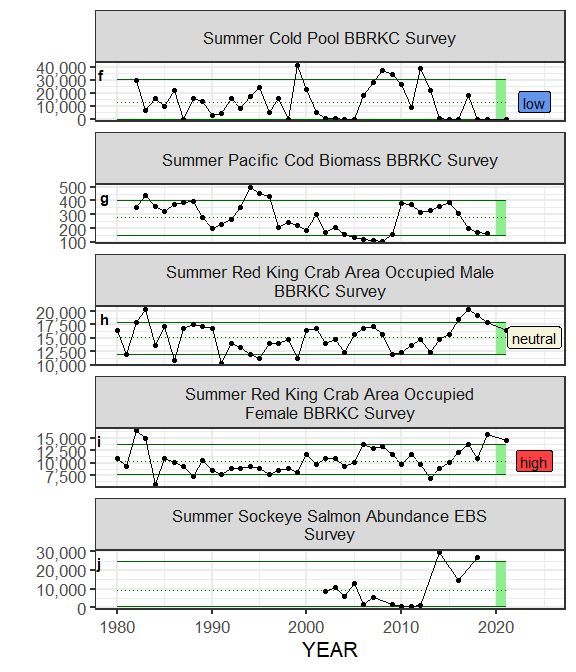 Summer Cold Pool BBRKC Survey
f
40,000
30,000
20,000
10,000
0
low
Summer Pacific Cod Biomass BBRKC Survey
g
500
400
300
200
100
Summer Red King Crab Area Occupied Male
BBRKC Survey
h
20,000
17,500
15,000
12,500
10,000
neutral
Summer Red King Crab Area Occupied
Female BBRKC Survey
i
15,000
12,500
10,000
7,500
high
Summer Sockeye Salmon Abundance EBS
Survey
j
30,000
20,000
10,000
0
1980 1990 2000 2010 2020
YEAR